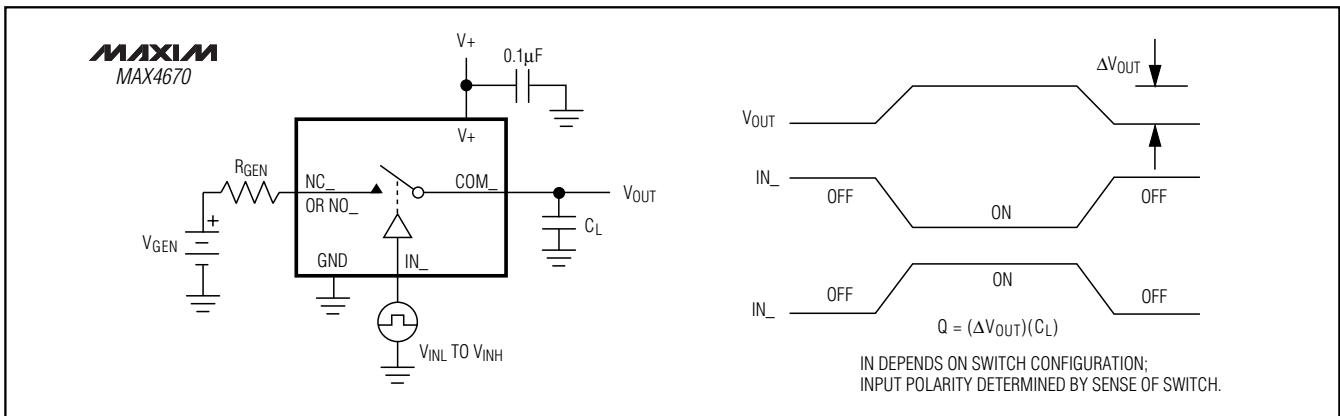 MAXIM
MAX4670
V+
0.1µF
V+
RGEN
NC_
OR NO_
COM_
VOUT
CL
VGEN
+
GND
IN_
VINL TO VINH
ΔVOUT
VOUT
IN_
OFF
ON
OFF
IN_
OFF
ON
OFF
Q = (ΔVOUT)(CL)
IN DEPENDS ON SWITCH CONFIGURATION;
INPUT POLARITY DETERMINED BY SENSE OF SWITCH.